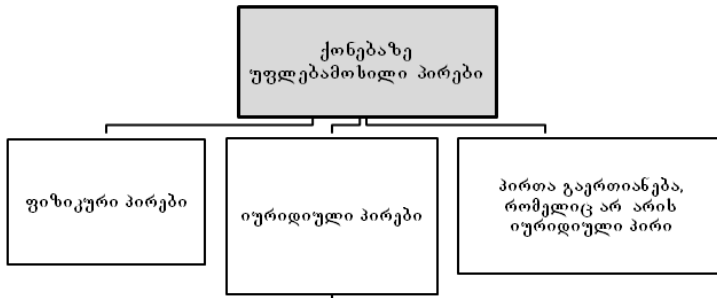 ქონებაზე
უფლებამოსილი პირები
ფიზიკური პირები
იურიდიული პირები
პირთა გაერთიანება,
რომელიც არ არის
იურიდიული პირი